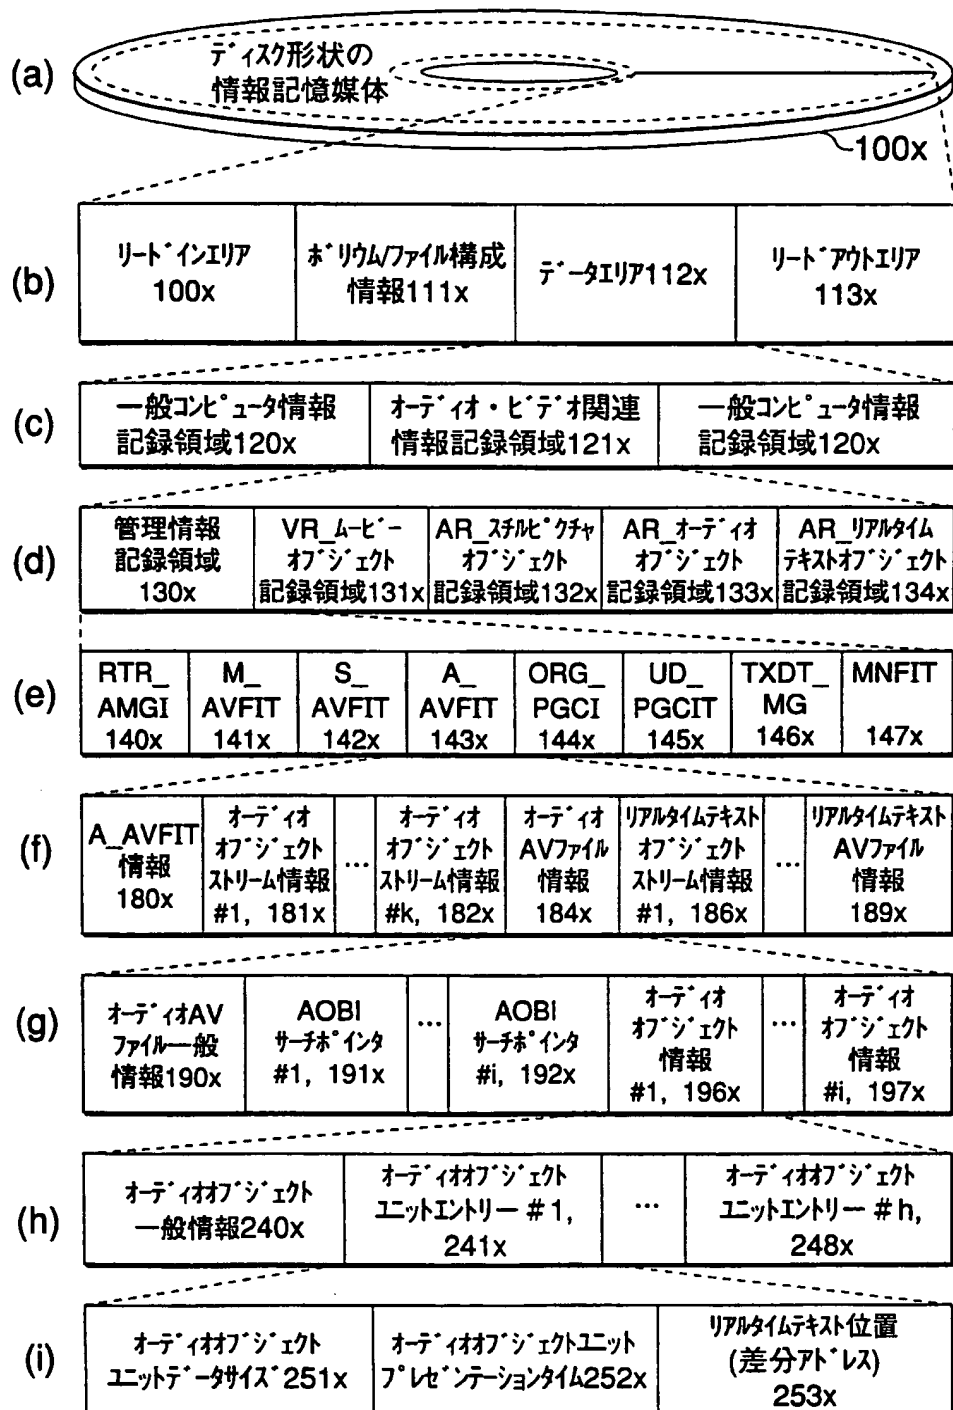 (a)
ディスク形状の
情報記憶媒体
100x
(b)
リードインエリア
100x
ボリウム/ファイル構成
情報111x
データエリア112x
リードアウトエリア
113x
(c)
一般コンピュータ情報
記録領域120x
オーディオ・ビデオ関連
情報記録領域121x
一般コンピュータ情報
記録領域120x
(d)
管理情報
記録領域
130x
VR_ムービー
オブジェクト
記録領域131x
AR_スチルピクチャ
オブジェクト
記録領域132x
AR_オーディオ
オブジェクト
記録領域133x
AR_リアルタイム
テキストオブジェクト
記録領域134x
(e)
RTR_
AMGI
140x
M_
AVFIT
141x
S_
AVFIT
142x
A_
AVFIT
143x
ORG_
PGCI
144x
UD_
PGCIT
145x
TXDT_
MG
146x
MNFIT
147x
(f)
A_AVFIT
情報
180x
オーディオ
オブジェクト
ストリーム情報
#1, 181x
…
オーディオ
オブジェクト
ストリーム情報
#k, 182x
オーディオ
AVファイル
情報
184x
リアルタイムテキスト
オブジェクト
ストリーム情報
#1, 186x
…
リアルタイムテキスト
AVファイル
情報
189x
(g)
オーディオAV
ファイル一般
情報190x
AOBI
サーチポインタ
#1, 191x
…
AOBI
サーチポインタ
#i, 192x
オーディオ
オブジェクト
情報
#1, 196x
…
オーディオ
オブジェクト
情報
#i, 197x
(h)
オーディオオブジェクト
一般情報240x
オーディオオブジェクト
ユニットエントリー #1,
241x
…
オーディオオブジェクト
ユニットエントリー #h,
248x
(i)
オーディオオブジェクト
ユニットデータサイズ251x
オーディオオブジェクトユニット
プレゼンテーションタイム252x
リアルタイムテキスト位置
(差分アドレス)
253x